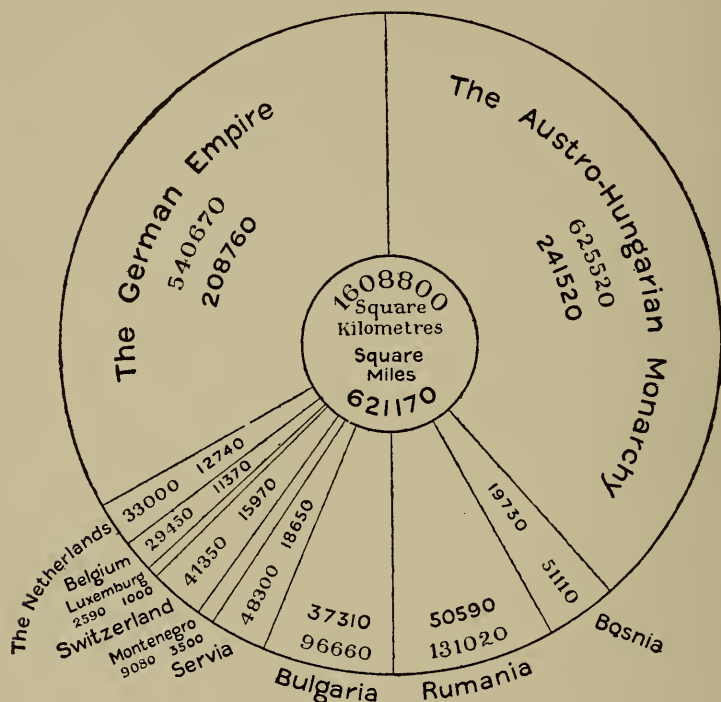 The German Empire
540670
208760
The Austro-Hungarian Monarchy
625520
241520
1608800
Square
Kilometres
Square
Miles
621170
The Netherlands
33000
12740
Belgium
29450
11370
Luxemburg
2590 1000
Switzerland
41350
15970
Montenegro
9080 3500
Servia
48300
18650
Bulgaria
37310
96660
Rumania
50590
131020
Bosnia
19730
51110